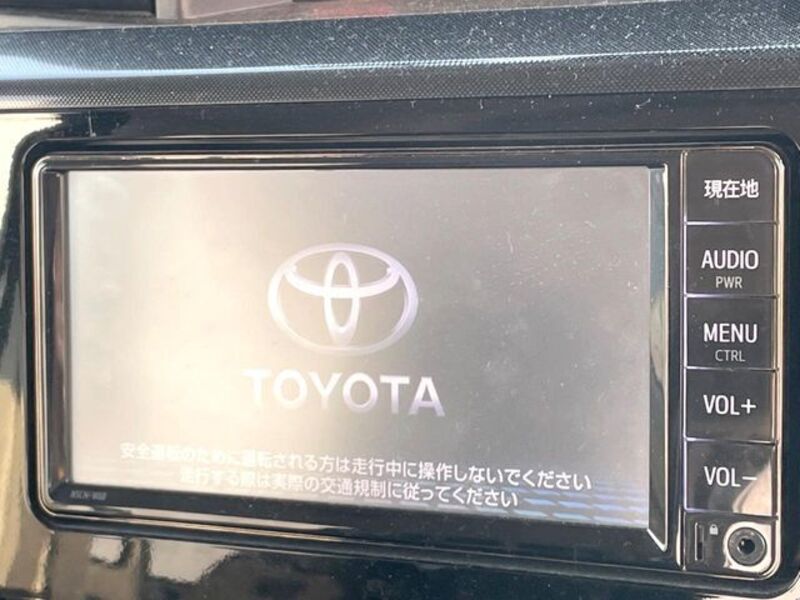 現在地
AUDIO
PWR
MENU
CTRL
VOL+
VOL-
TOYOTA
安全運転のために運転される方は走行中に操作しないでください
走行する際は実際の交通規制に従ってください
NSCN-W68